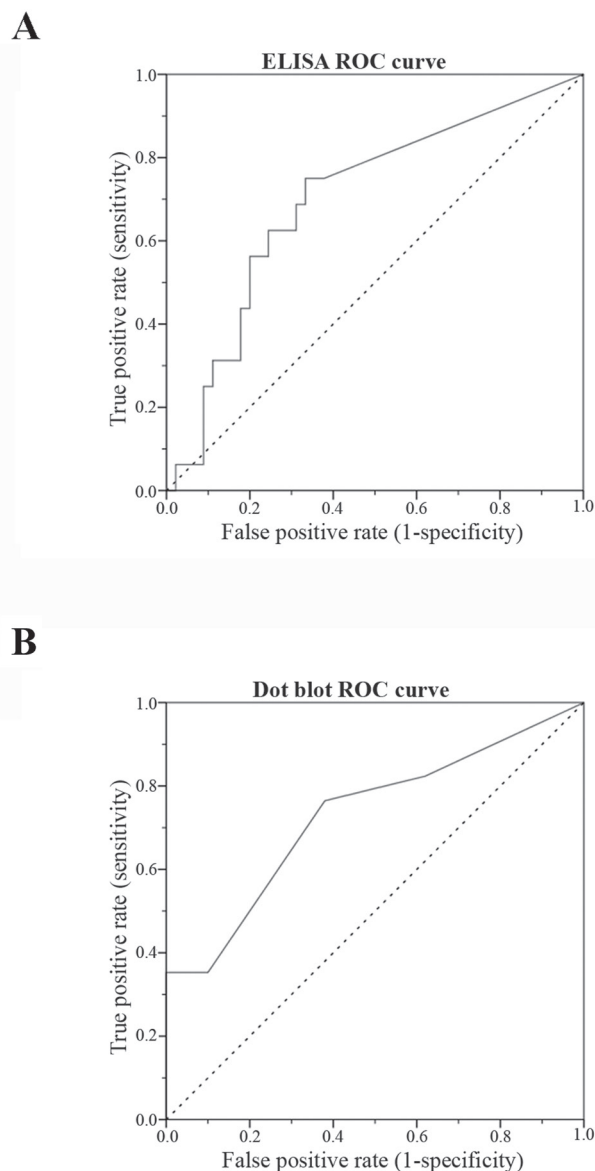 A
ELISA ROC curve
1.0
0.8
0.6
0.4
0.2
0.0
True positive rate (sensitivity)
0.0 0.2 0.4 0.6 0.8 1.0
False positive rate (1-specificity)
B
Dot blot ROC curve
1.0
0.8
0.6
0.4
0.2
0.0
True positive rate (sensitivity)
0.0 0.2 0.4 0.6 0.8 1.0
False positive rate (1-specificity)